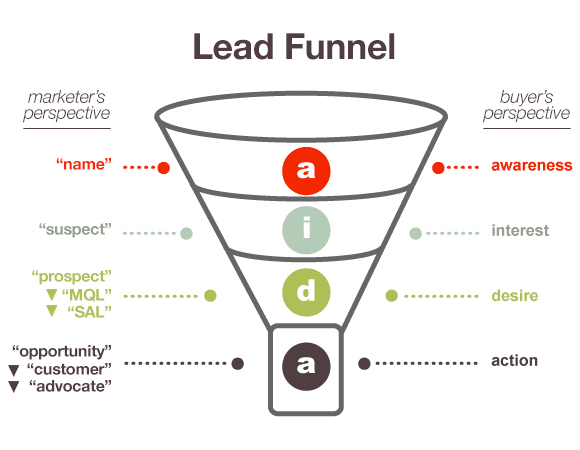 Lead Funnel
marketer's
perspective
buyer's
perspective
“name”
a
awareness
“suspect”
i
interest
“prospect”
▼ “MQL”
▼ “SAL”
d
desire
“opportunity”
▼ “customer”
▼ “advocate”
a
action